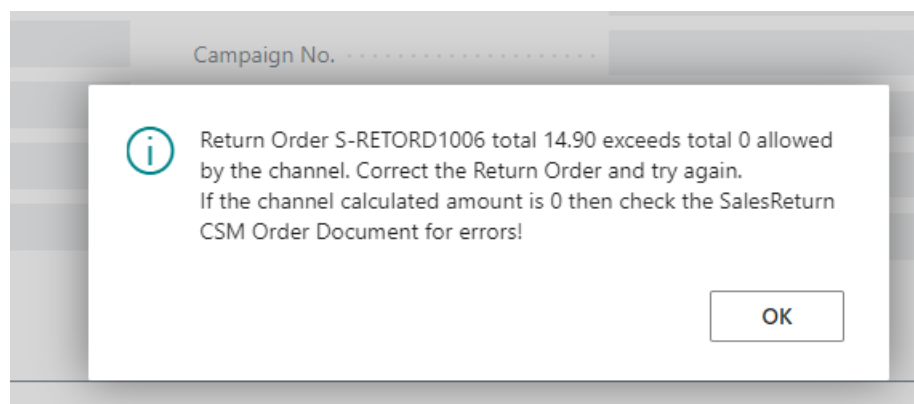 Campaign No.
Return Order S-RETORD1006 total 14.90 exceeds total 0 allowed
by the channel. Correct the Return Order and try again.
If the channel calculated amount is 0 then check the SalesReturn
CSM Order Document for errors!
OK